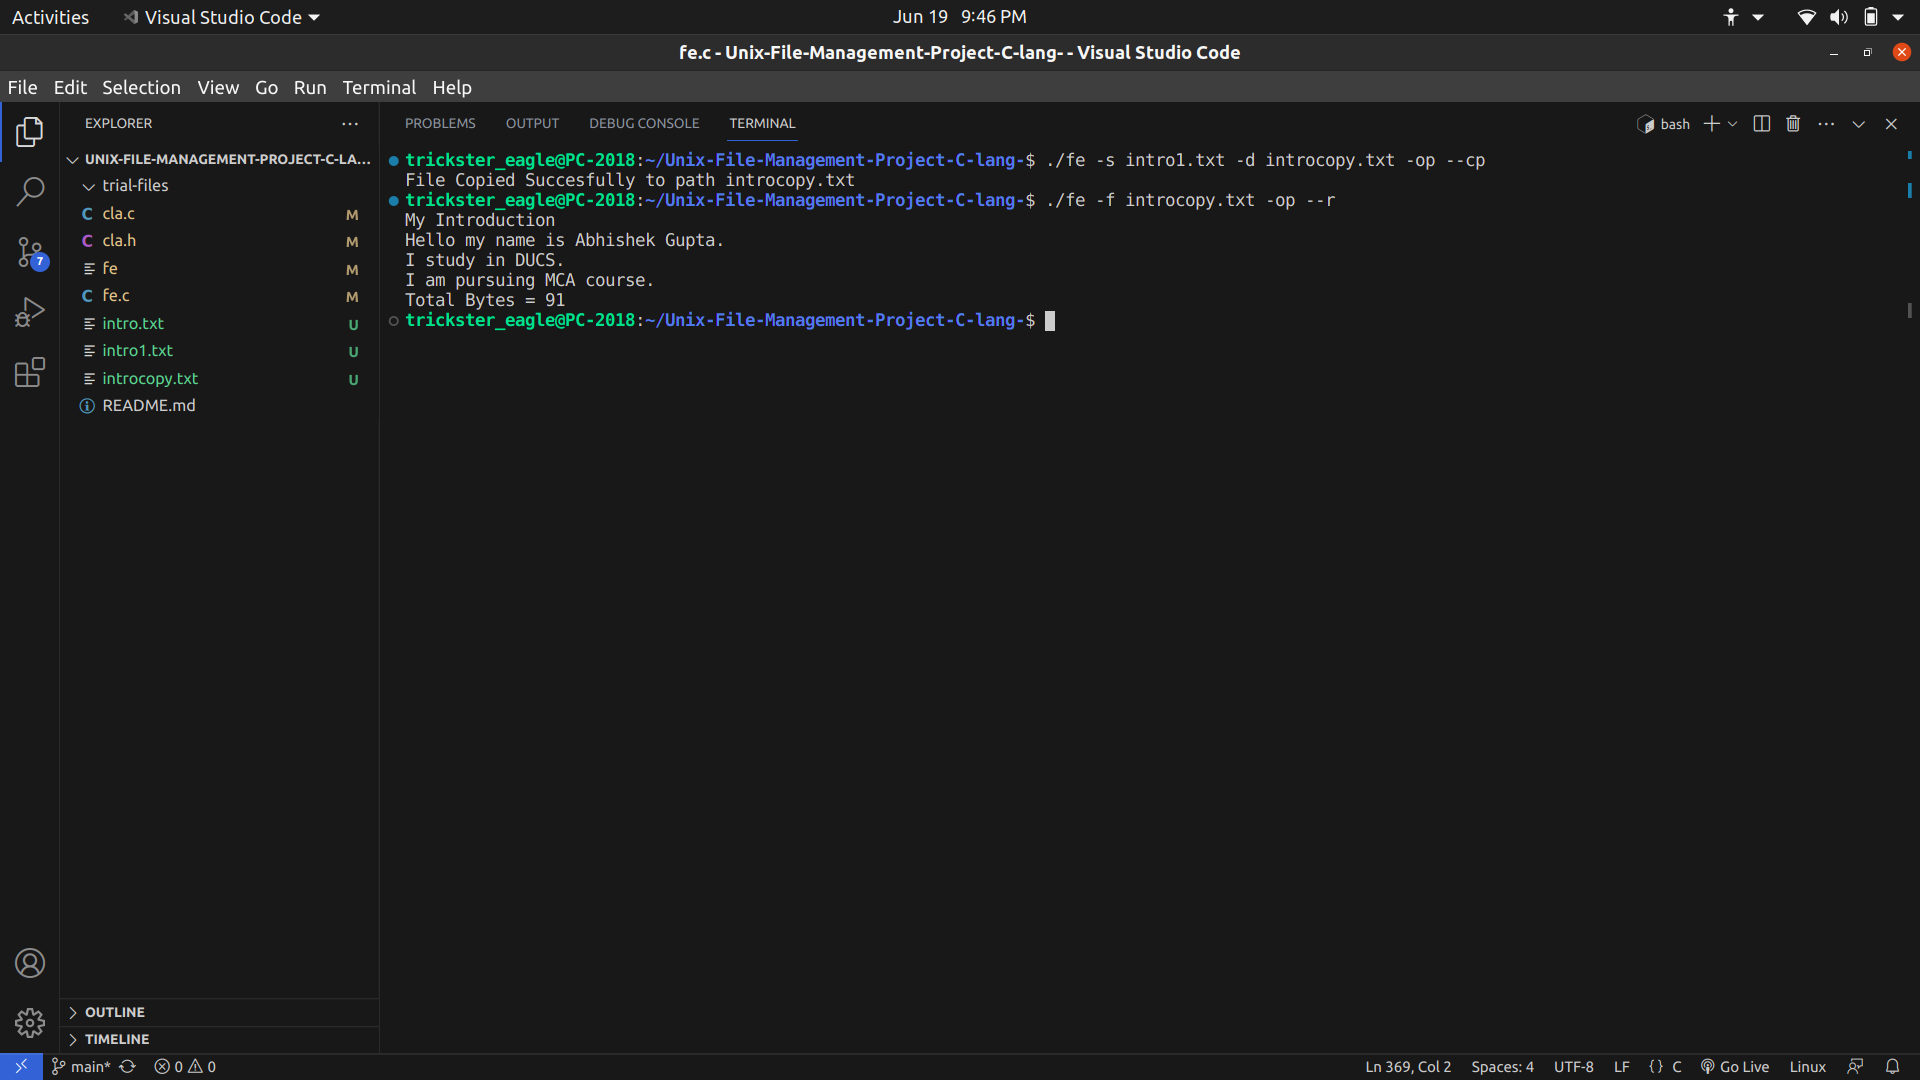 Activities Visual Studio Code Jun 19 9:46 PM
fe.c - Unix-File-Management-Project-C-lang- - Visual Studio Code
File Edit Selection View Go Run Terminal Help
EXPLORER ...
PROBLEMS OUTPUT DEBUG CONSOLE TERMINAL bash
UNIX-FILE-MANAGEMENT-PROJECT-C-LA...
trial-files
C cla.c M
C cla.h M
fe M
C fe.c M
intro.txt U
intro1.txt U
introcopy.txt U
README.md
7
trickster_eagle@PC-2018:~/Unix-File-Management-Project-C-lang-$ ./fe -s intro1.txt -d introcopy.txt -op --cp
File Copied Succesfully to path introcopy.txt
trickster_eagle@PC-2018:~/Unix-File-Management-Project-C-lang-$ ./fe -f introcopy.txt -op --r
My Introduction
Hello my name is Abhishek Gupta.
I study in DUCS.
I am pursuing MCA course.
Total Bytes = 91
trickster_eagle@PC-2018:~/Unix-File-Management-Project-C-lang-$
OUTLINE
TIMELINE
main* 0 0 Ln 369, Col 2 Spaces: 4 UTF-8 LF {} C Go Live Linux